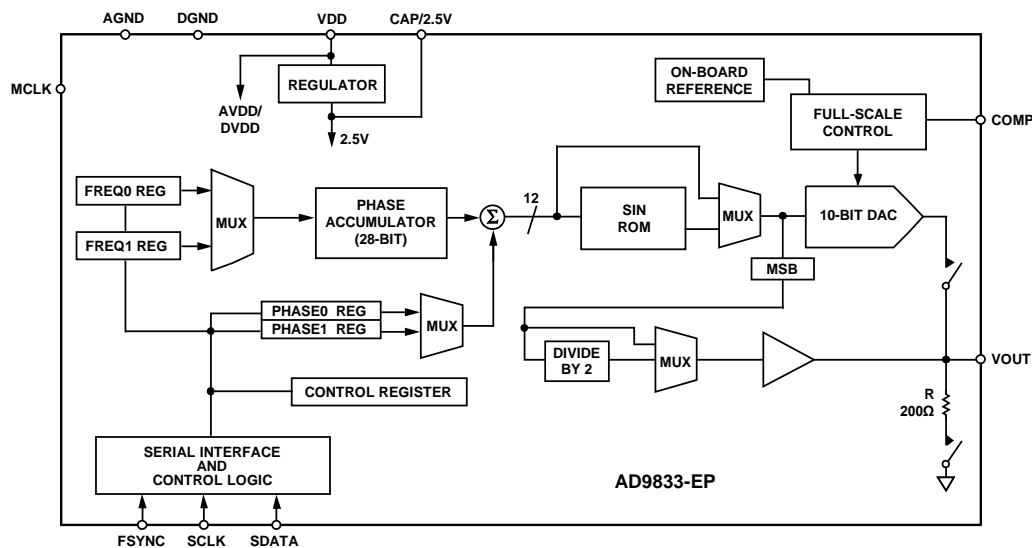 AGND
DGND
VDD
CAP/2.5V
MCLK
REGULATOR
AVDD/
DVDD
2.5V
ON-BOARD
REFERENCE
FULL-SCALE
CONTROL
COMP
FREQ0 REG
FREQ1 REG
MUX
PHASE
ACCUMULATOR
(28-BIT)
Σ
12
SIN
ROM
MUX
10-BIT DAC
MSB
PHASE0 REG
PHASE1 REG
MUX
DIVIDE
BY 2
MUX
VOUT
R
200Ω
CONTROL REGISTER
SERIAL INTERFACE
AND
CONTROL LOGIC
AD9833-EP
FSYNC
SCLK
SDATA